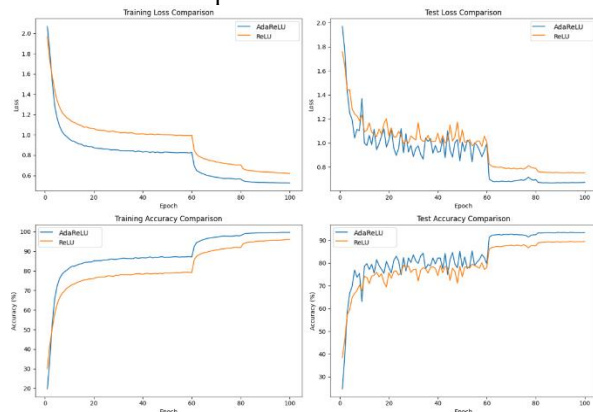 Training Loss Comparison
AdaReLU
ReLU
2.0
1.8
1.6
1.4
1.2
1.0
0.8
0.6
Loss
0
20
40
60
80
100
Epoch
Test Loss Comparison
AdaReLU
ReLU
2.0
1.8
1.6
1.4
1.2
1.0
0.8
Loss
0
20
40
60
80
100
Epoch
Training Accuracy Comparison
AdaReLU
ReLU
100
90
80
70
60
50
40
30
20
Accuracy (%)
0
20
40
60
80
100
Epoch
Test Accuracy Comparison
AdaReLU
ReLU
90
80
70
60
50
40
30
Accuracy (%)
0
20
40
60
80
100
Epoch